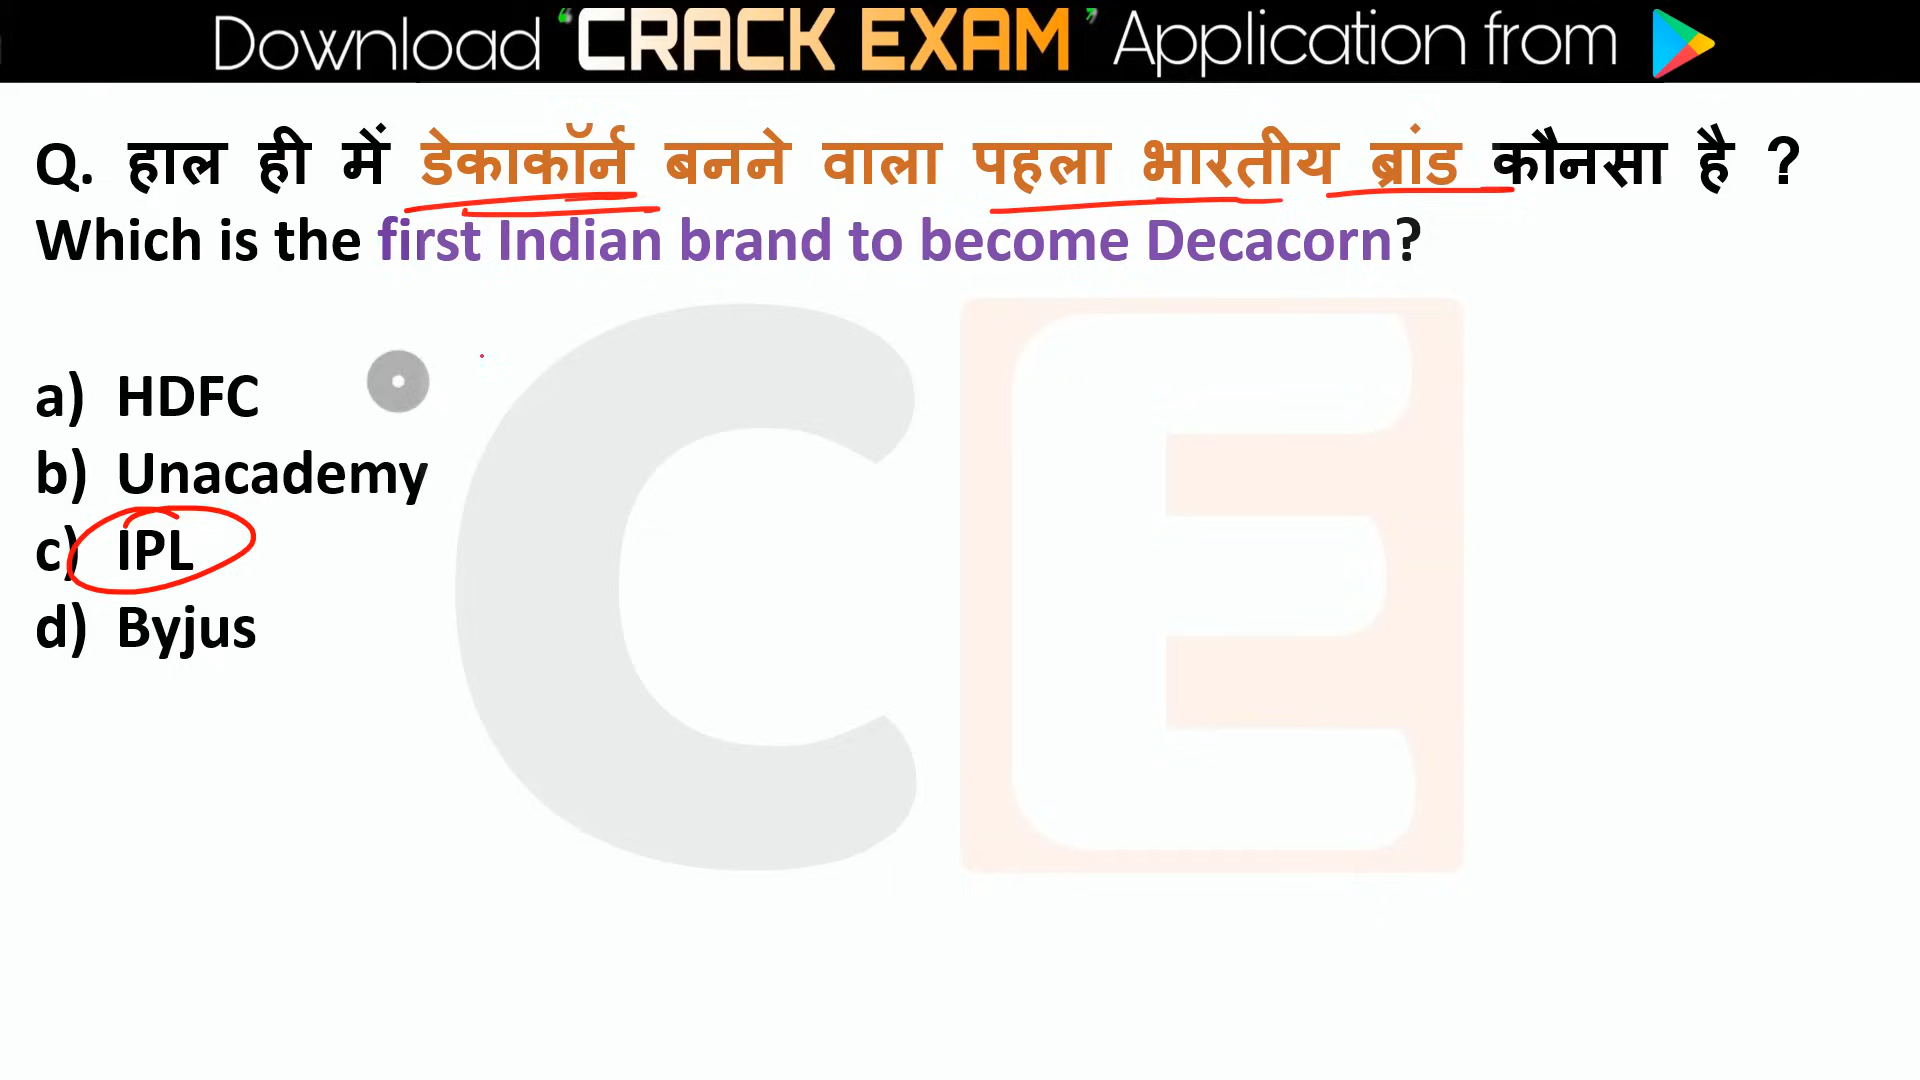 Download ‘CRACK EXAM’ Application from
Q. हाल ही में डेकाकॉर्न बनने वाला पहला भारतीय ब्रांड कौनसा है ?
Which is the first Indian brand to become Decacorn?
a) HDFC
b) Unacademy
c) IPL
d) Byjus
CE